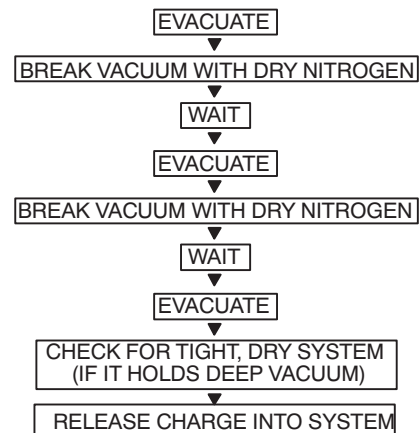 EVACUATE
BREAK VACUUM WITH DRY NITROGEN
WAIT
EVACUATE
BREAK VACUUM WITH DRY NITROGEN
WAIT
EVACUATE
CHECK FOR TIGHT, DRY SYSTEM
(IF IT HOLDS DEEP VACUUM)
RELEASE CHARGE INTO SYSTEM